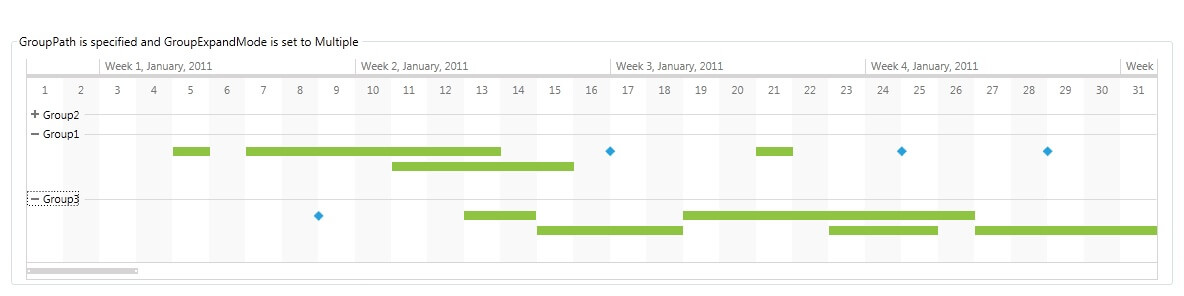 GroupPath is specified and GroupExpandMode is set to Multiple
Week 1, January, 2011 Week 2, January, 2011 Week 3, January, 2011 Week 4, January, 2011 Week
1 2 3 4 5 6 7 8 9 10 11 12 13 14 15 16 17 18 19 20 21 22 23 24 25 26 27 28 29 30 31
Group2
Group1
Group3